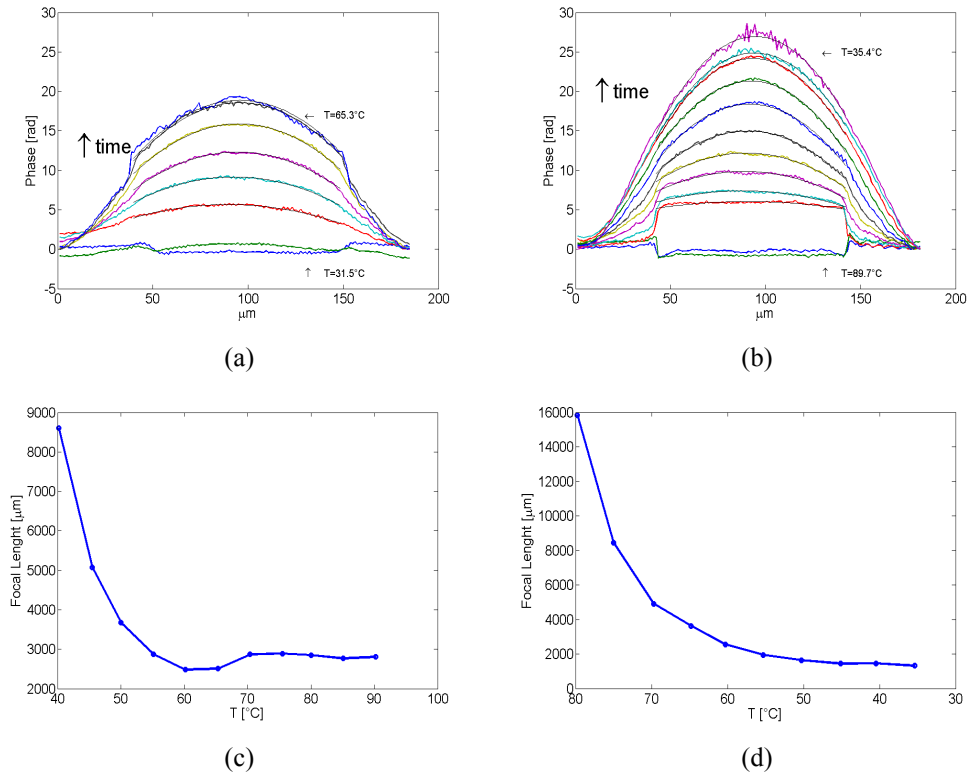 30
25
20
15
10
5
0
-5
0 50 100 150 200
Phase [rad]
μm
↑ time
← T=65.3°C
↑ T=31.5°C
(a)
30
25
20
15
10
5
0
-5
0 50 100 150 200
Phase [rad]
μm
↑ time
← T=35.4°C
↑ T=89.7°C
(b)
9000
8000
7000
6000
5000
4000
3000
2000
40 50 60 70 80 90 100
Focal Lenght [μm]
T [°C]
(c)
16000
14000
12000
10000
8000
6000
4000
2000
0
80 70 60 50 40 30
Focal Lenght [μm]
T [°C]
(d)